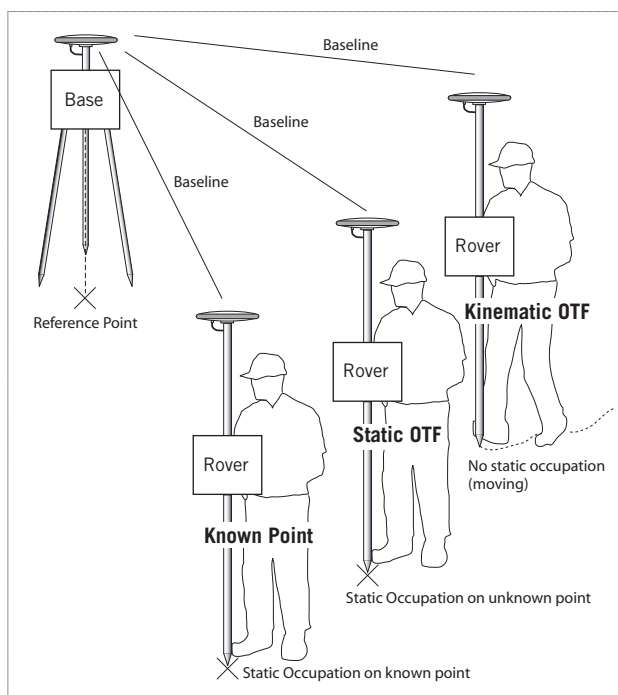 Baseline
Base
Baseline
Baseline
Rover
Kinematic OTF
Reference Point
Rover
Static OTF
No static occupation
(moving)
Rover
Known Point
Static Occupation on unknown point
Static Occupation on known point